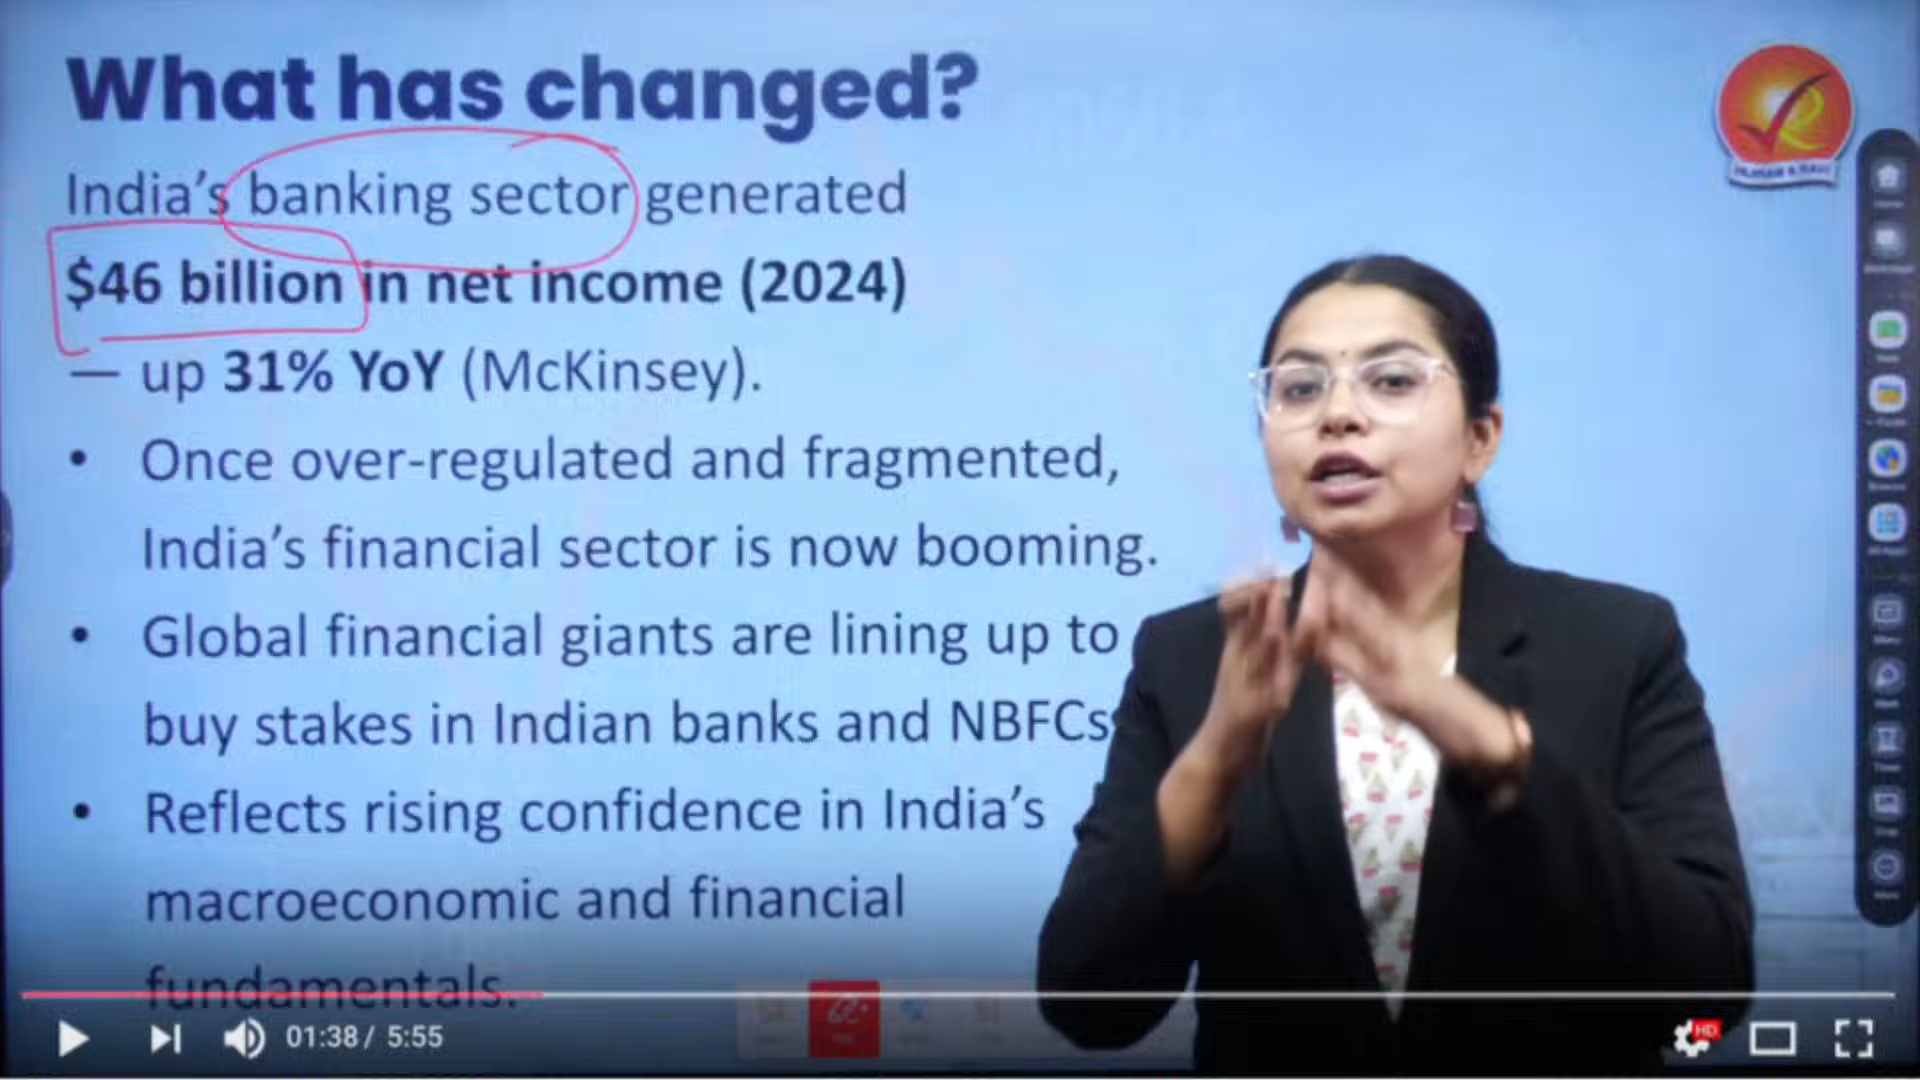 What has changed?
India's banking sector generated
$46 billion in net income (2024)
— up 31% YoY (McKinsey).
• Once over-regulated and fragmented,
India's financial sector is now booming.
• Global financial giants are lining up to
buy stakes in Indian banks and NBFCs
• Reflects rising confidence in India's
macroeconomic and financial
fundamentals.
01:38 / 5:55
HD